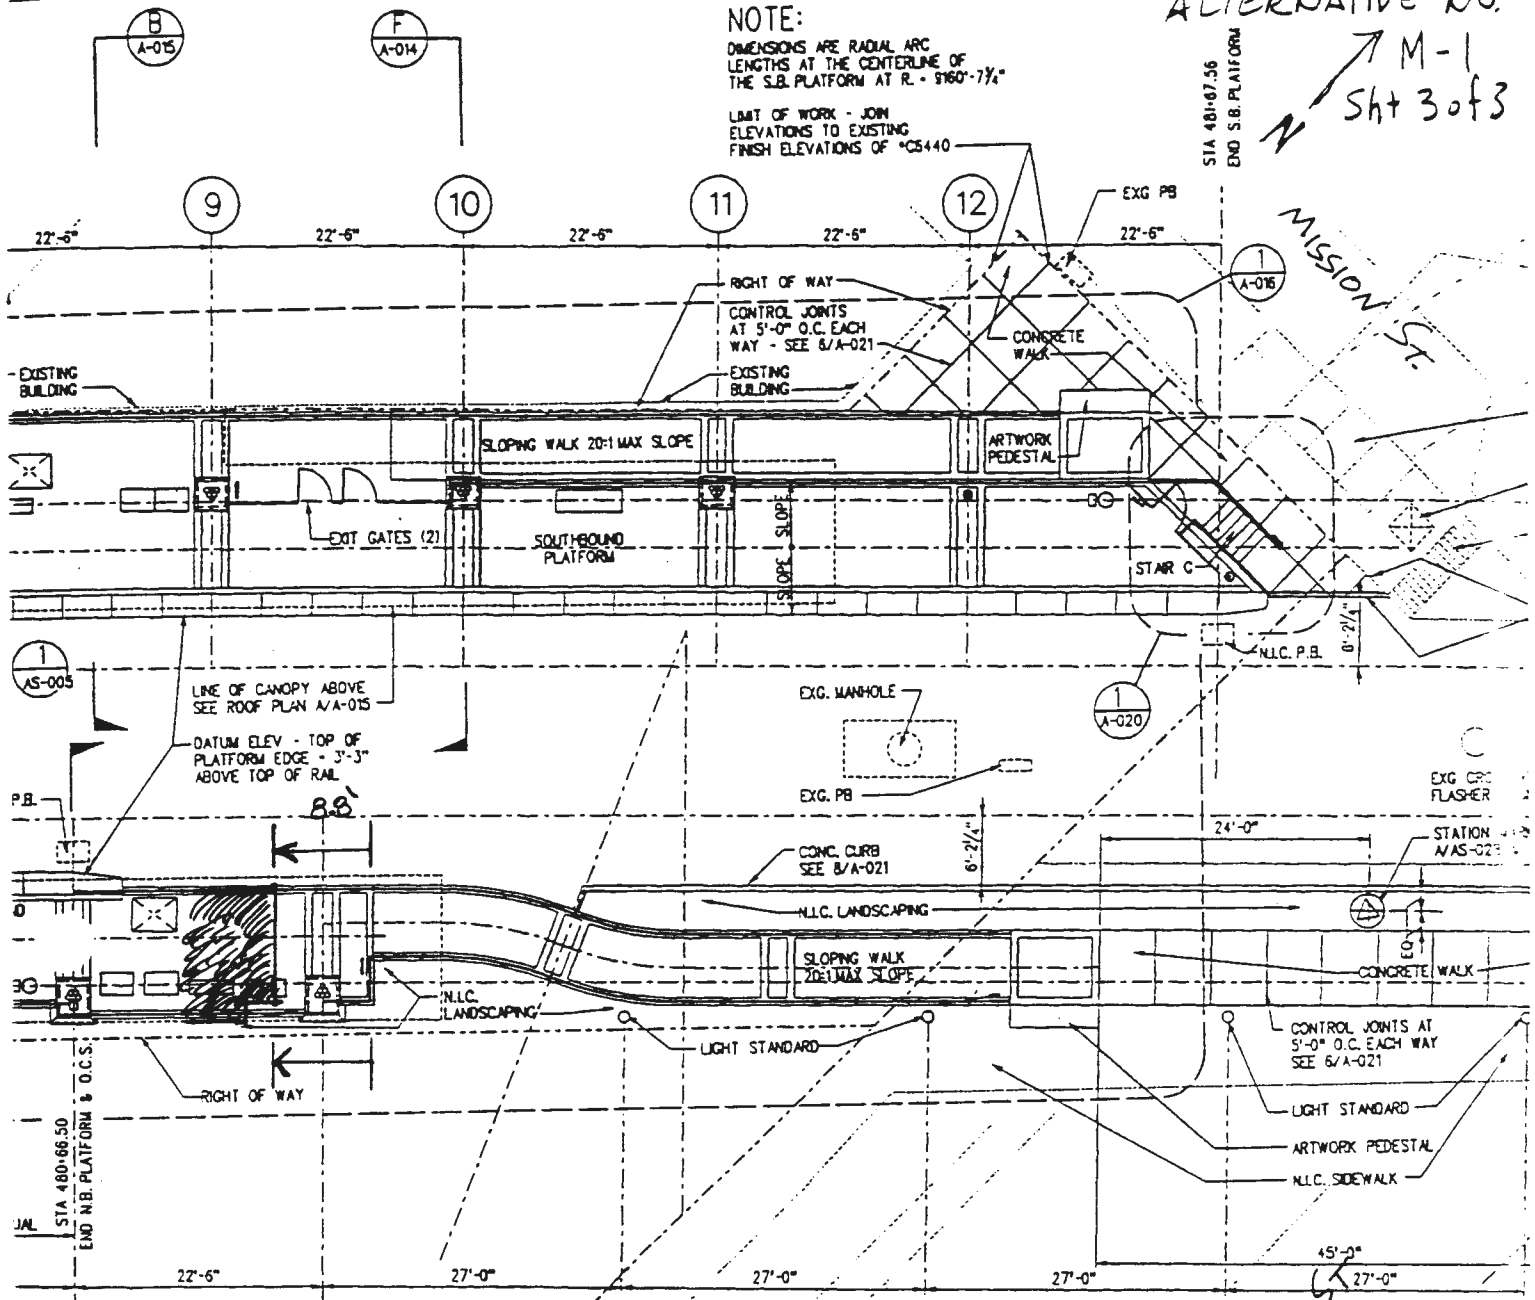 B
A-015
F
A-014
NOTE:
DIMENSIONS ARE RADIAL ARC
LENGTHS AT THE CENTERLINE OF
THE S.B. PLATFORM AT R. = 9160'-7¼"
LIMIT OF WORK - JOIN
ELEVATIONS TO EXISTING
FINISH ELEVATIONS OF *C5440
ALTERNATIVE NO.
M-1
Sht 3 of 3
N
STA 481+67.56
END S.B. PLATFORM
9
10
11
12
EXG PB
22'-6"
22'-6"
22'-6"
22'-6"
22'-6"
MISSION ST.
1
A-016
RIGHT OF WAY
CONTROL JOINTS
AT 5'-0" O.C. EACH
WAY - SEE 6/A-021
CONCRETE
WALK
EXISTING
BUILDING
EXISTING
BUILDING
SLOPING WALK 20:1 MAX SLOPE
ARTWORK
PEDESTAL
EXIT GATES (2)
SOUTHBOUND
PLATFORM
SLOPE
SLOPE
STAIR C
6'-2¼"
N.I.C. P.B.
1
AS-005
LINE OF CANOPY ABOVE
SEE ROOF PLAN A/A-015
EXG. MANHOLE
1
A-020
DATUM ELEV - TOP OF
PLATFORM EDGE = 3'-3"
ABOVE TOP OF RAIL
EXG. PB
FLASHER
P.B.
8.8'
24'-0"
STATION
CONC. CURB
SEE 8/A-021
6'-2¼"
N.I.C. LANDSCAPING
EQ
SLOPING WALK
20:1 MAX SLOPE
CONCRETE WALK
N.I.C.
LANDSCAPING
LIGHT STANDARD
CONTROL JOINTS AT
5'-0" O.C. EACH WAY
SEE 6/A-021
RIGHT OF WAY
LIGHT STANDARD
ARTWORK PEDESTAL
N.I.C. SIDEWALK
STA 480+66.50
END N.B. PLATFORM & O.C.S.
22'-6"
27'-0"
27'-0"
27'-0"
45'-0"
27'-0"